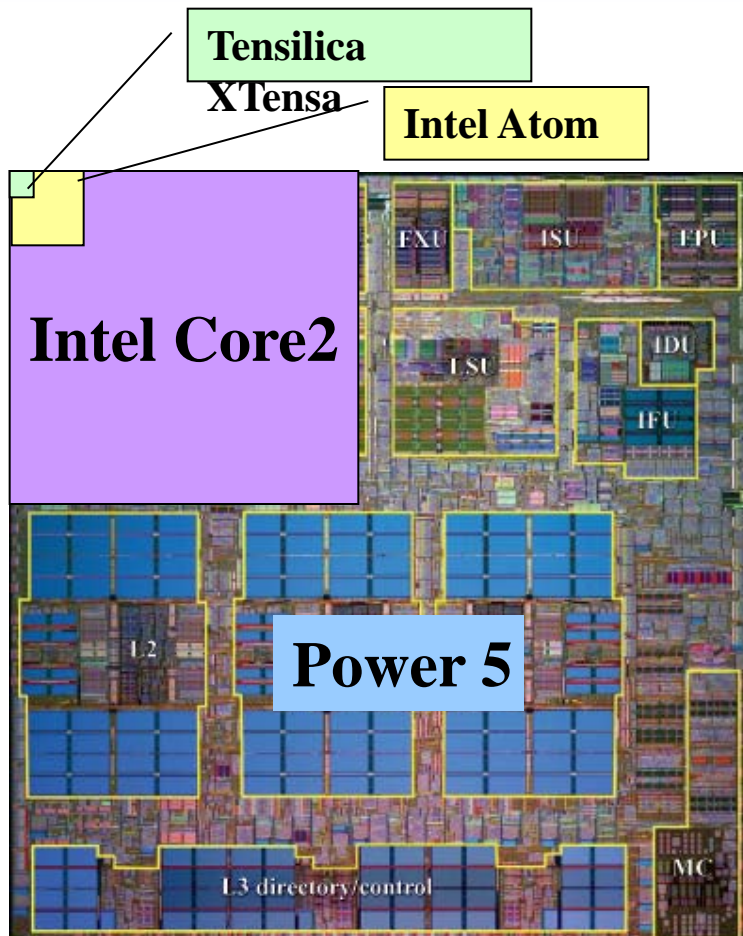 Tensilica
XTensa
Intel Atom
FXU
ISU
FPU
Intel Core2
LSU
IDU
IFU
L2
Power 5
MC
L3 directory/control